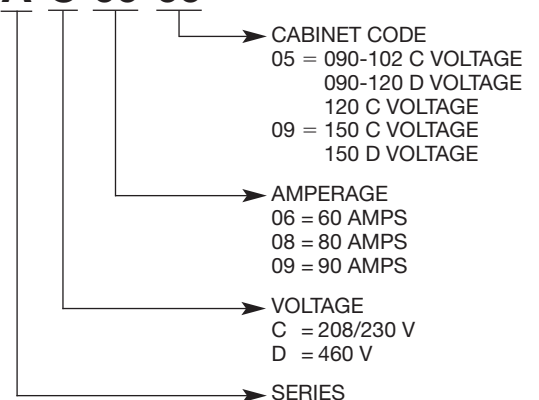 CABINET CODE
05 = 090-102 C VOLTAGE
090-120 D VOLTAGE
120 C VOLTAGE
09 = 150 C VOLTAGE
150 D VOLTAGE
AMPERAGE
06 = 60 AMPS
08 = 80 AMPS
09 = 90 AMPS
VOLTAGE
C = 208/230 V
D = 460 V
SERIES